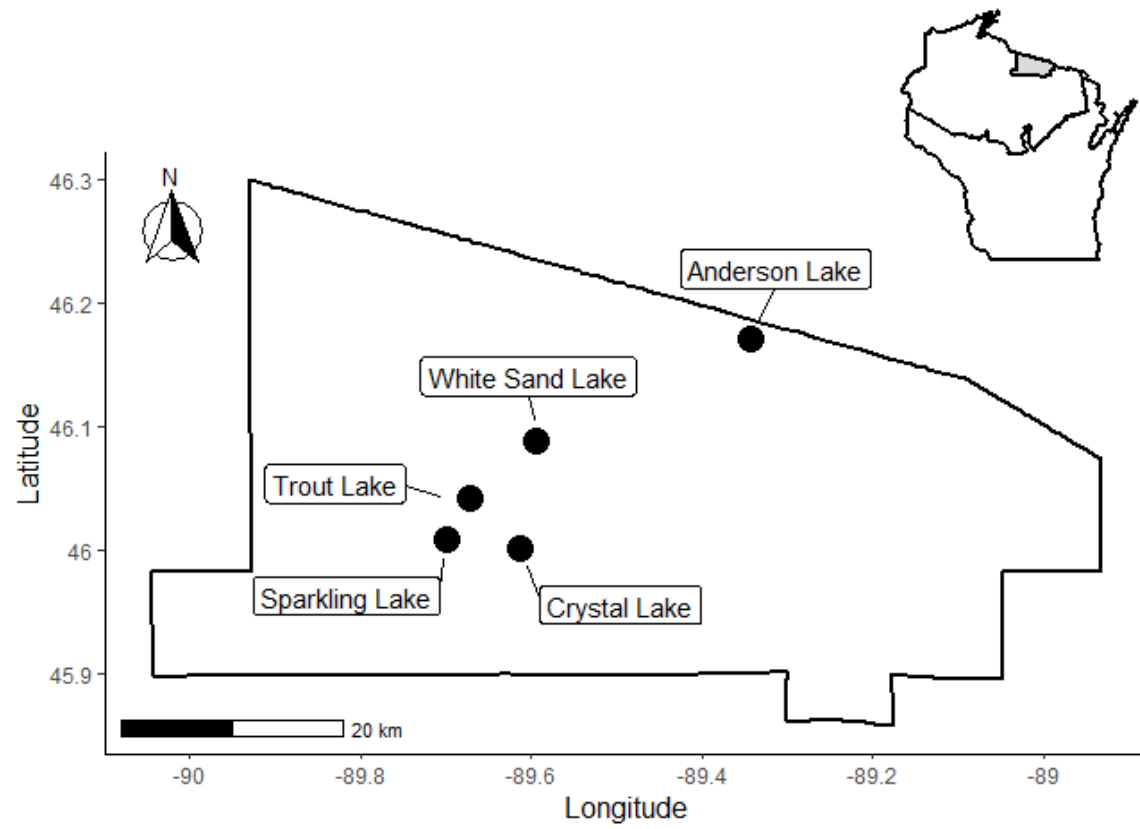 N
46.3
46.2
46.1
46
45.9
Latitude
Anderson Lake
White Sand Lake
Trout Lake
Sparkling Lake
Crystal Lake
20 km
-90
-89.8
-89.6
-89.4
-89.2
-89
Longitude